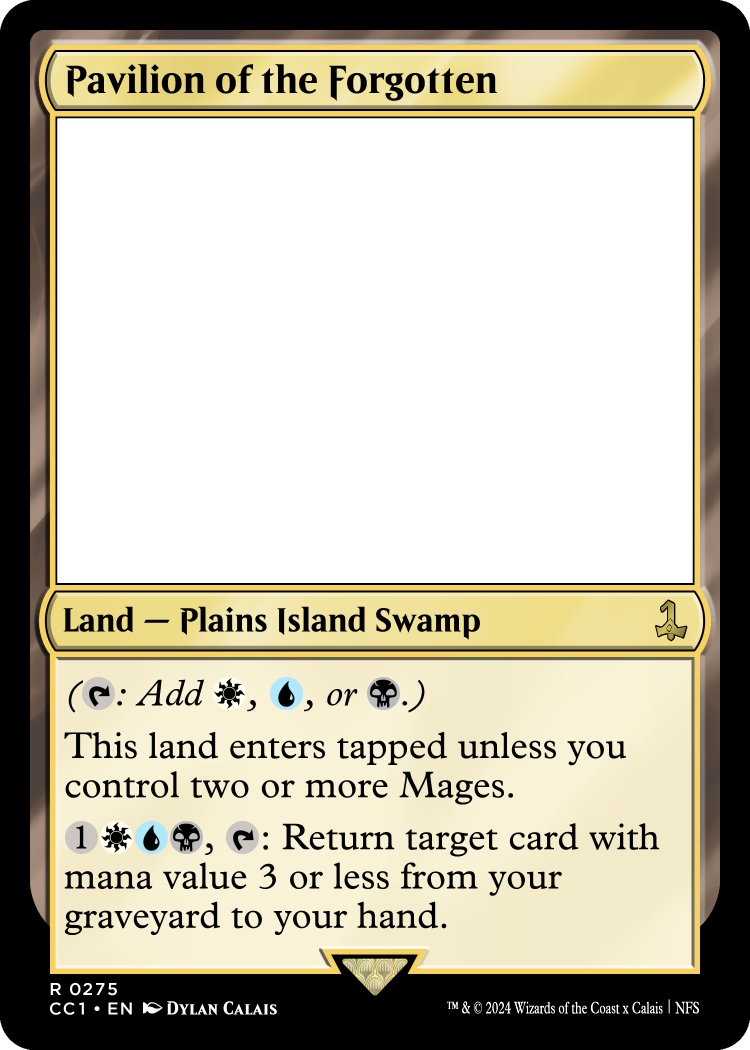 Pavilion of the Forgotten
Land — Plains Island Swamp
(: Add , , or .)
This land enters tapped unless you
control two or more Mages.
1, : Return target card with
mana value 3 or less from your
graveyard to your hand.
R 0275
CC1 • EN Dylan Calais
™ & © 2024 Wizards of the Coast x Calais | NFS